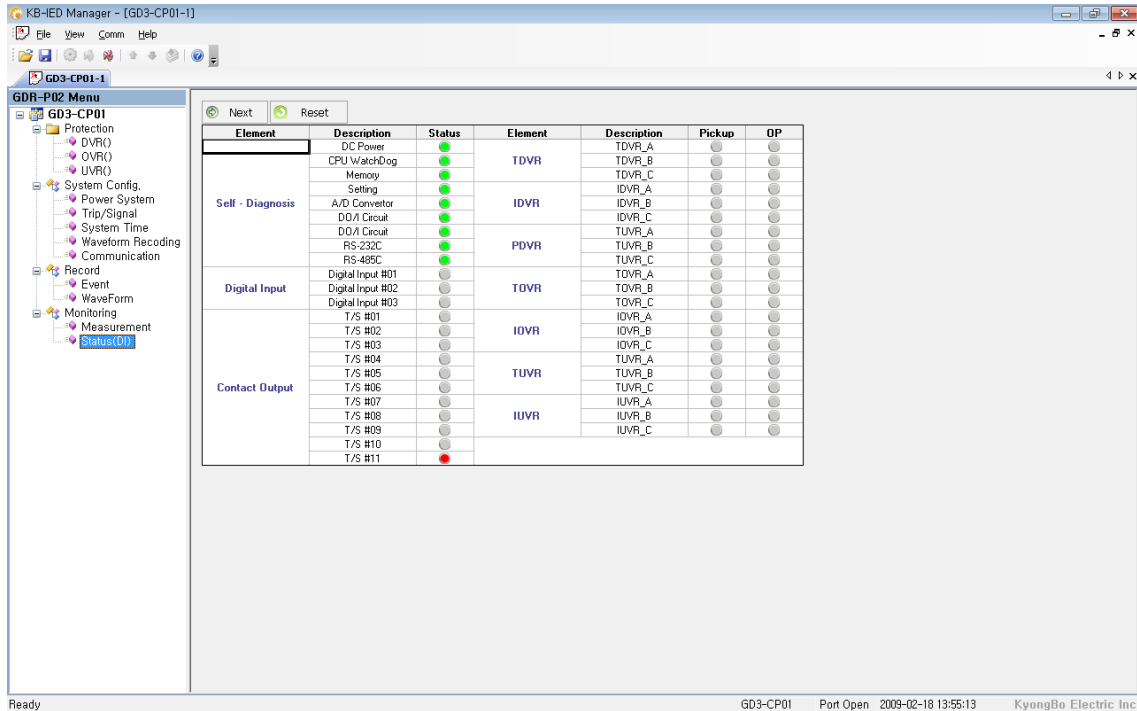 KB-IED Manager - [GD3-CP01-1]
File View Comm Help
GD3-CP01-1
GDR-P02 Menu
GD3-CP01
Protection
DVR()
OVR()
UVR()
System Config.
Power System
Trip/Signal
System Time
Waveform Recoding
Communication
Record
Event
WaveForm
Monitoring
Measurement
Status(DI)
Next Reset
Element Description Status Element Description Pickup OP
DC Power TDVR_A
CPU WatchDog TDVR TDVR_B
Memory TDVR_C
Setting IDVR_A
Self - Diagnosis A/D Convertor IDVR IDVR_B
DO/I Circuit IDVR_C
DO/I Circuit TUVR_A
RS-232C PDVR TUVR_B
RS-485C TUVR_C
Digital Input #01 TOVR_A
Digital Input Digital Input #02 TOVR TOVR_B
Digital Input #03 TOVR_C
T/S #01 IOVR_A
T/S #02 IOVR IOVR_B
T/S #03 IOVR_C
T/S #04 TUVR_A
T/S #05 TUVR TUVR_B
Contact Output T/S #06 TUVR_C
T/S #07 IUVR_A
T/S #08 IUVR IUVR_B
T/S #09 IUVR_C
T/S #10
T/S #11
Ready GD3-CP01 Port Open 2009-02-18 13:55:13 KyongBo Electric Inc